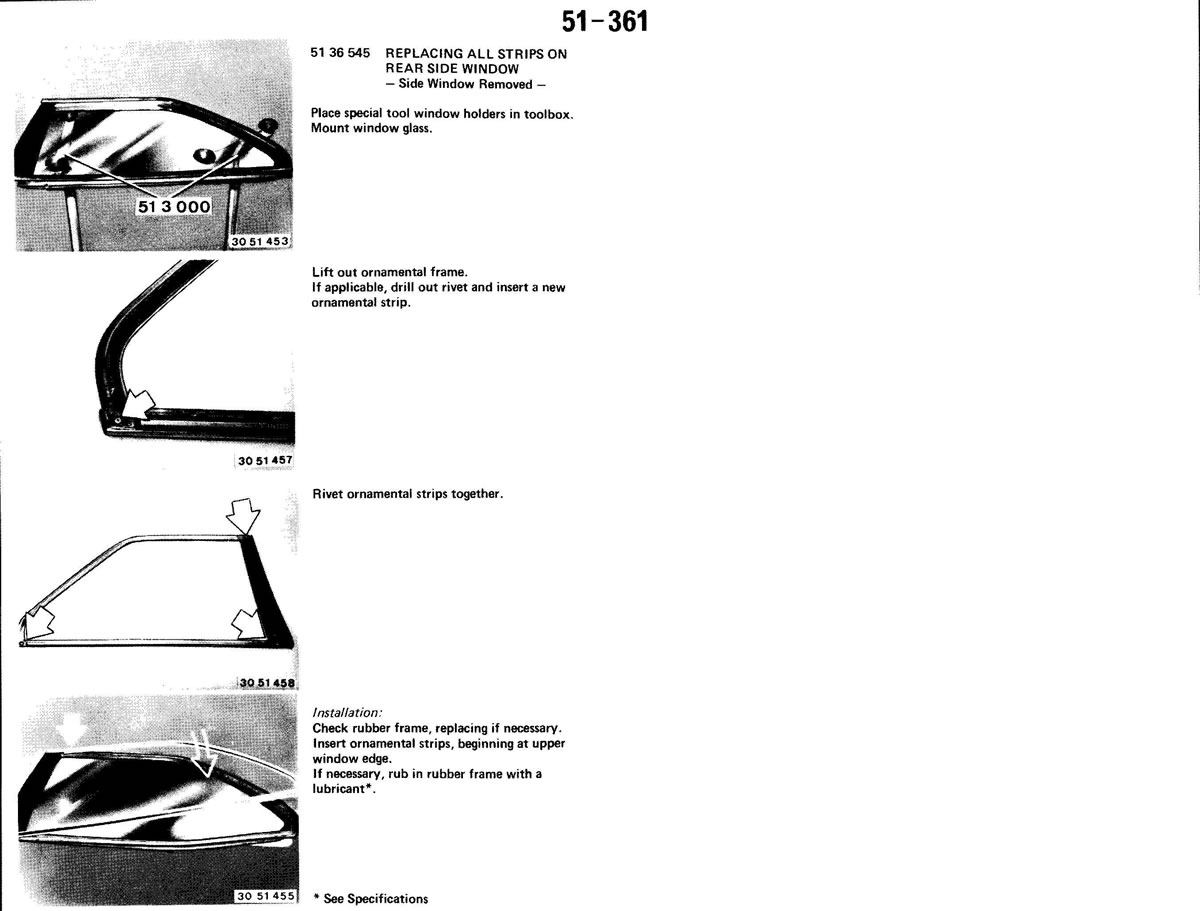 51-361
51 36 545 REPLACING ALL STRIPS ON
REAR SIDE WINDOW
— Side Window Removed —
Place special tool window holders in toolbox.
Mount window glass.
51 3 000
30 51 453
Lift out ornamental frame.
If applicable, drill out rivet and insert a new
ornamental strip.
30 51 457
Rivet ornamental strips together.
30 51 458
Installation:
Check rubber frame, replacing if necessary.
Insert ornamental strips, beginning at upper
window edge.
If necessary, rub in rubber frame with a
lubricant*.
30 51 455
* See Specifications